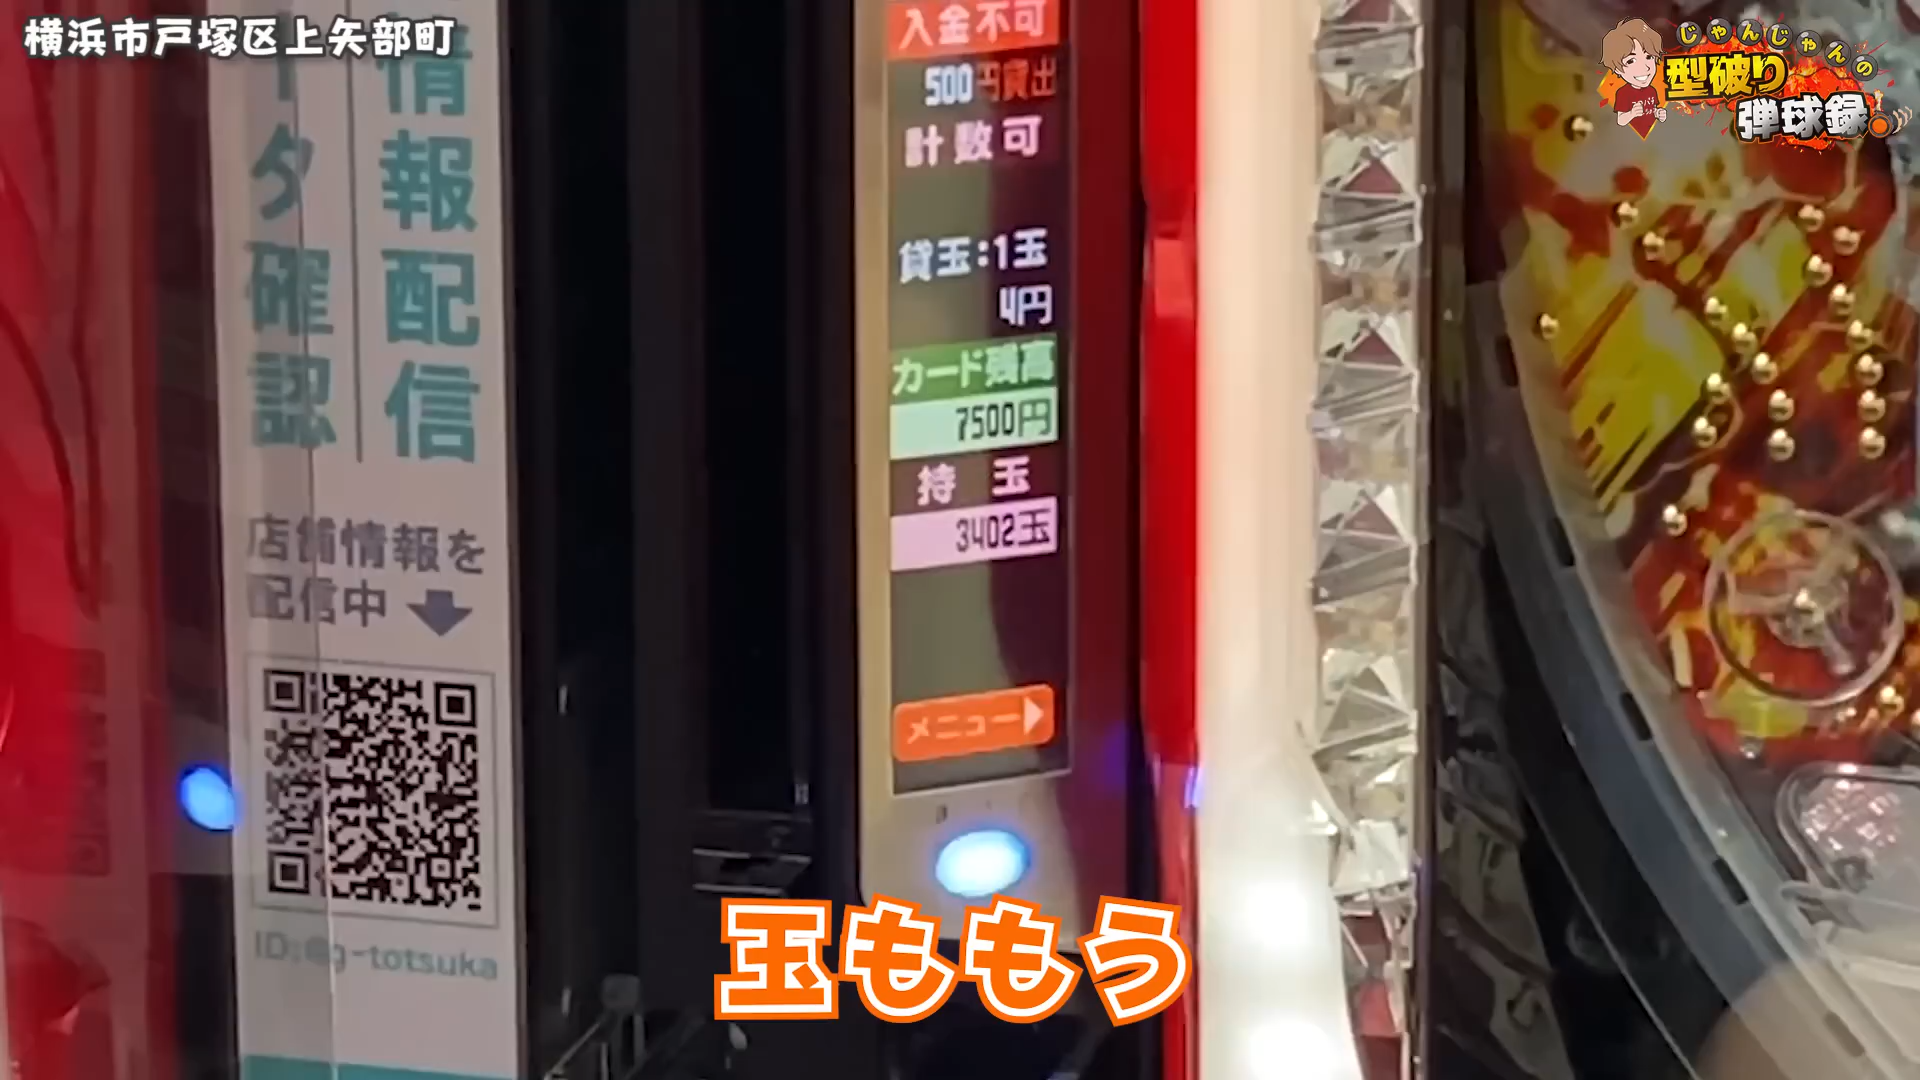 横浜市戸塚区上矢部町
じゃんじゃんの
型破り
弾球録
情報配信
タ確認
店舗情報を
配信中
ID:@g-totsuka
入金不可
500円貸出
計数可
貸玉:1玉
4円
カード残高
7500円
持 玉
3402玉
メニュー
玉ももう